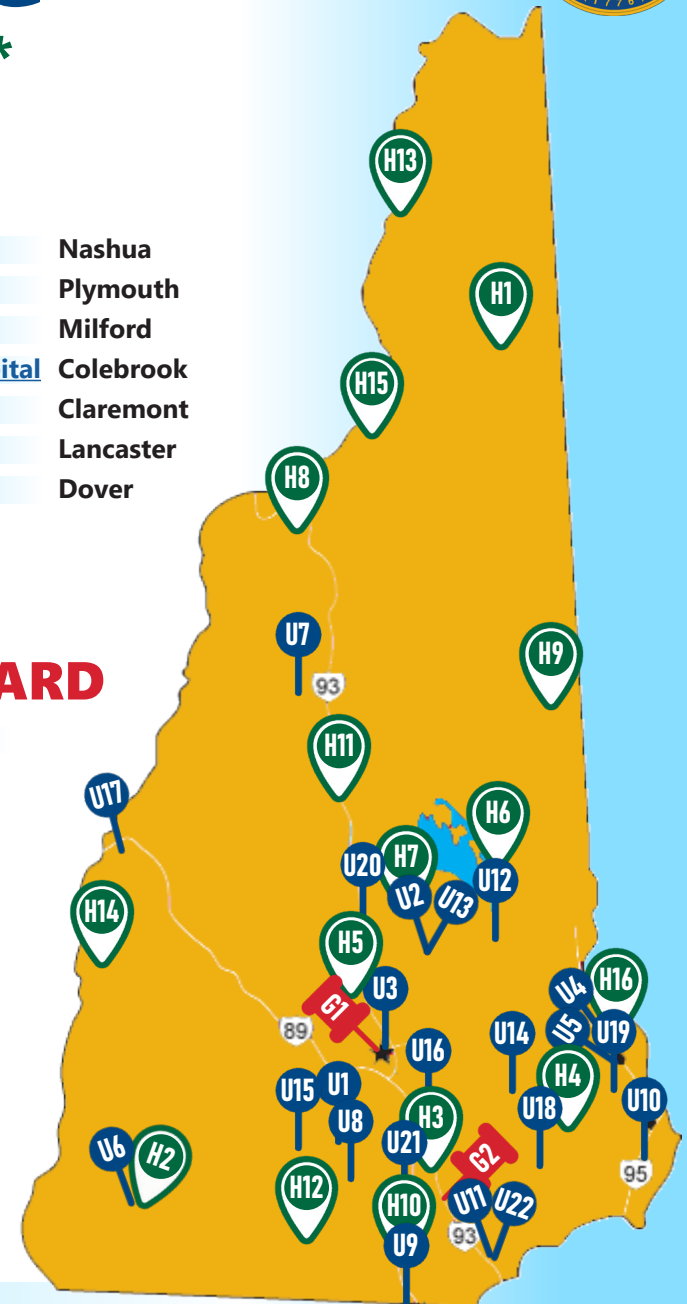 *
Nashua
Plymouth
Milford
ital Colebrook
Claremont
Lancaster
Dover
ARD
H13
H1
H15
H8
U7
93
H9
H11
U17
H6
U20
H7
U2
U13
U12
H14
H5
U3
G1
H16
U4
U5
U19
89
U16
U14
U15
U1
H4
U8
H3
U18
U10
U21
U6
H2
G2
95
H12
H10
U11
U22
U9
93